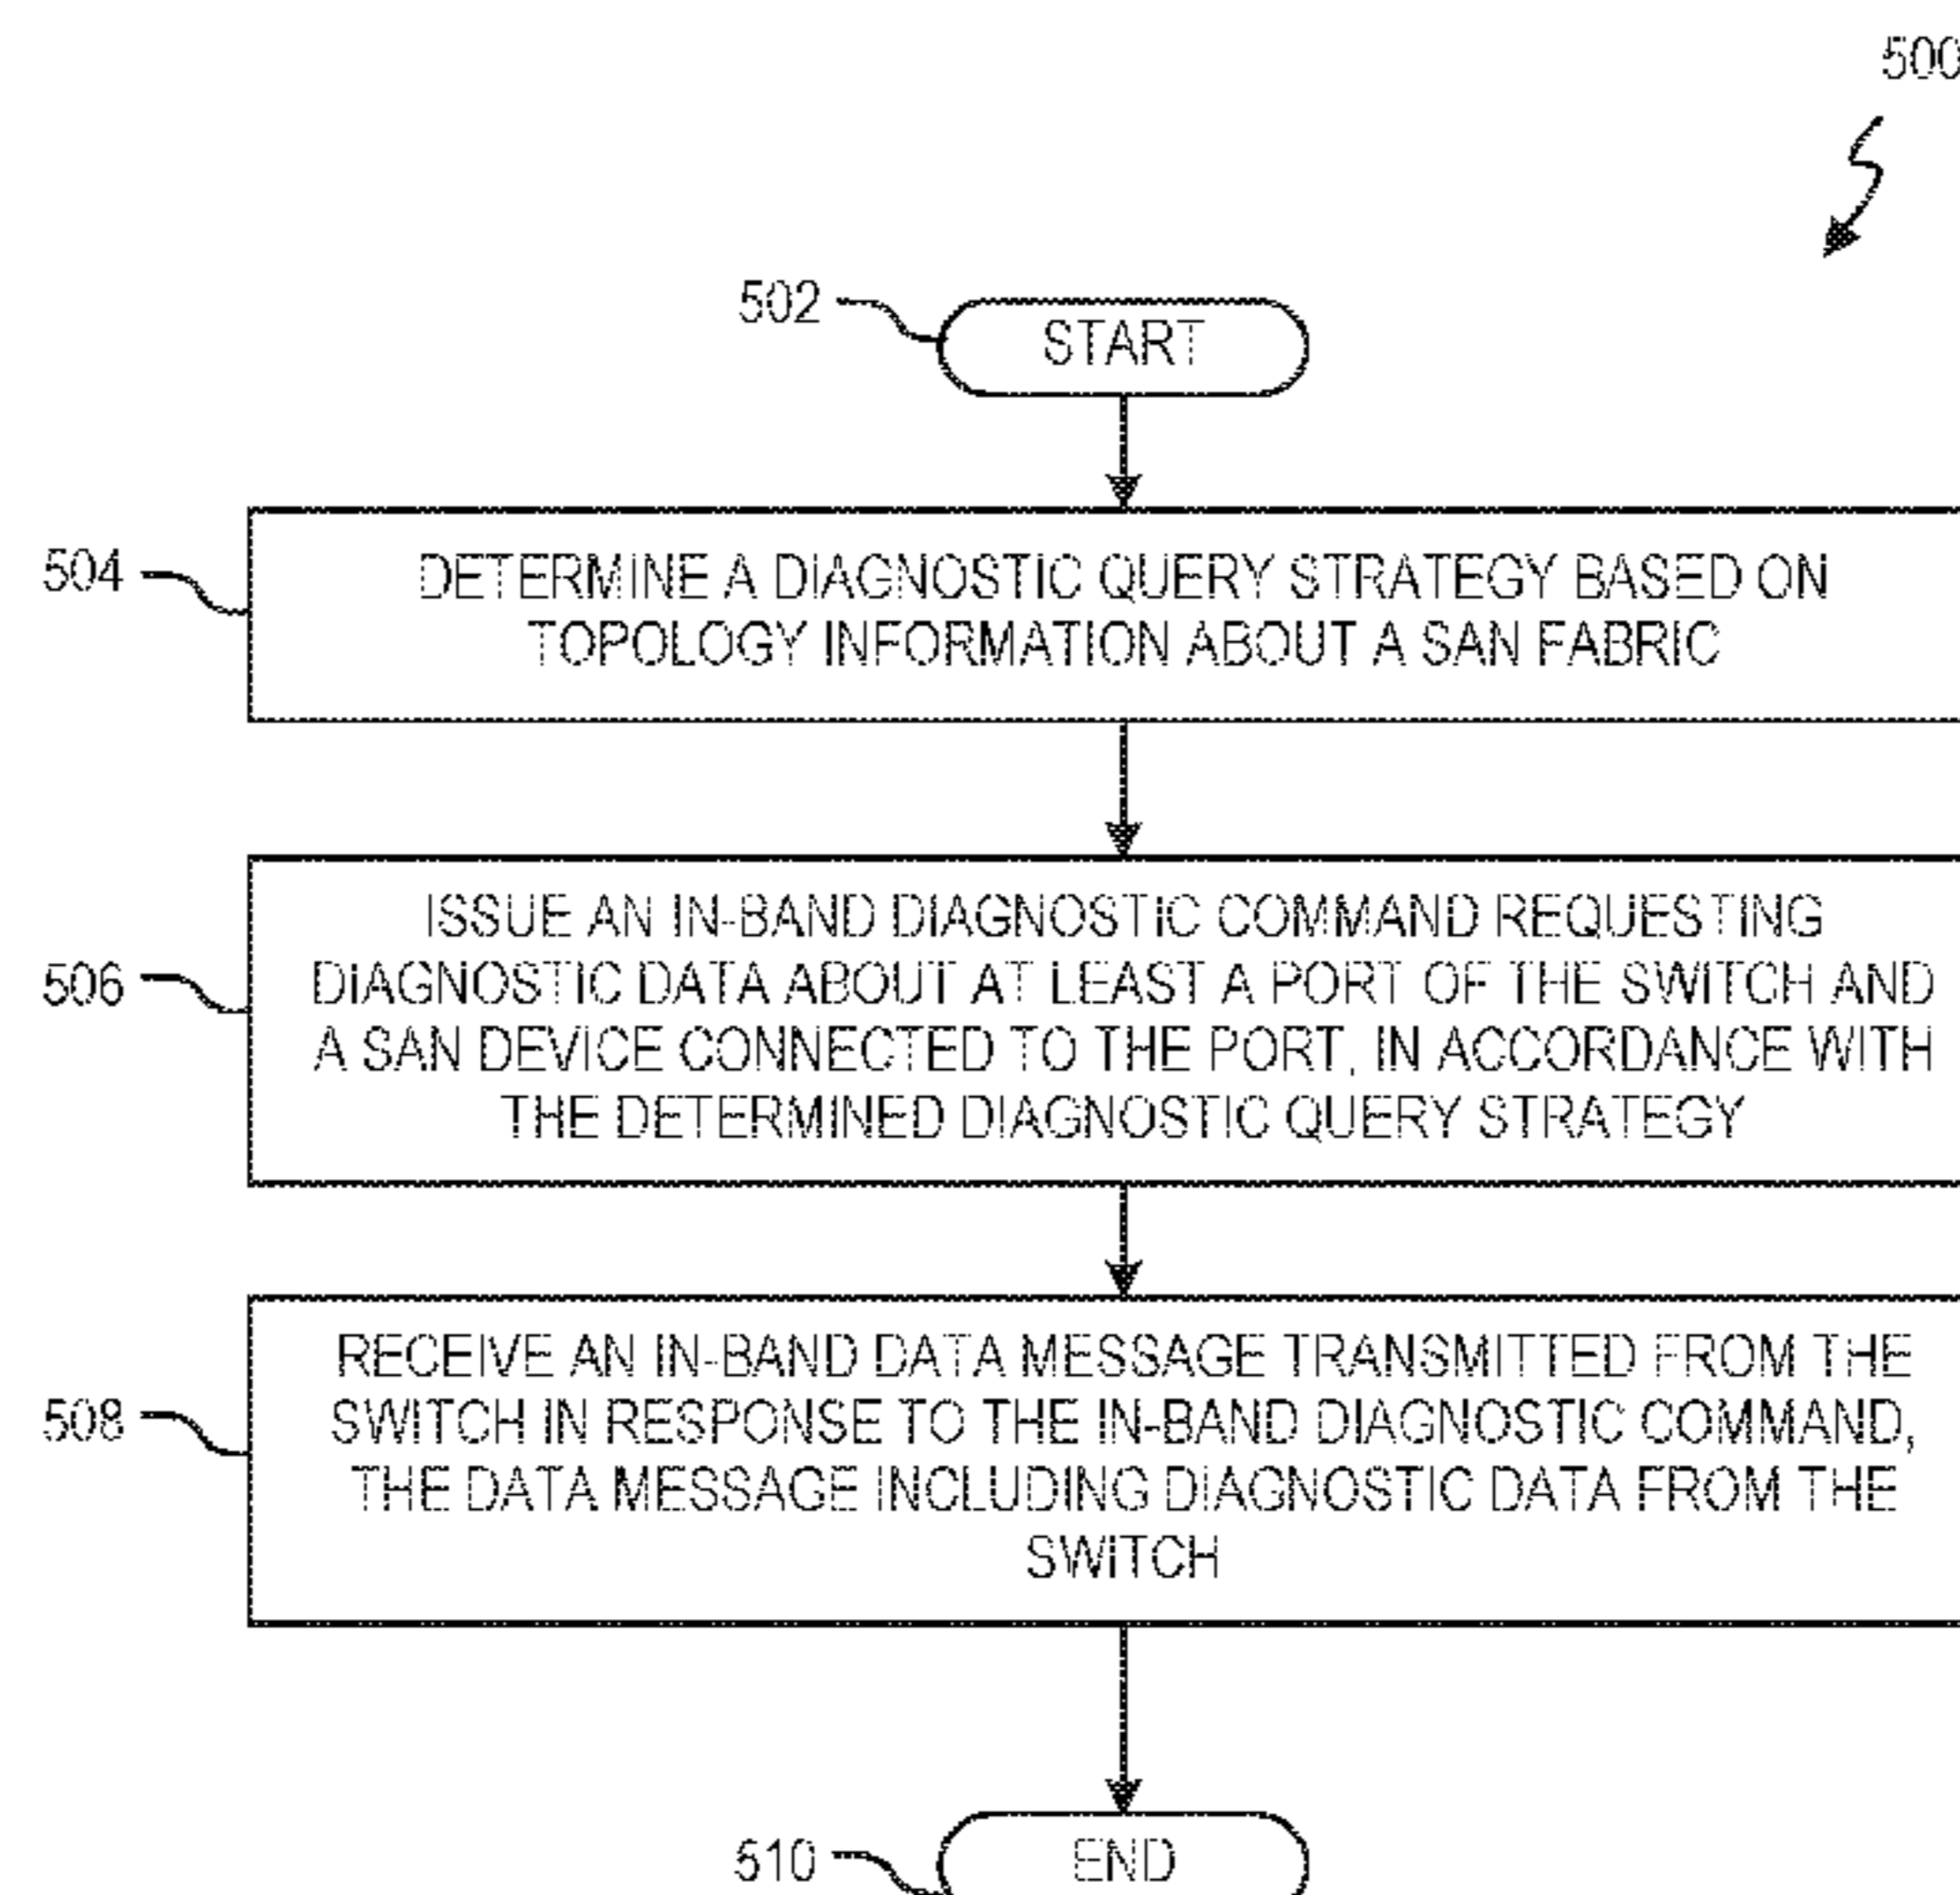 500
502
START
504
DETERMINE A DIAGNOSTIC QUERY STRATEGY BASED ON
TOPOLOGY INFORMATION ABOUT A SAN FABRIC
506
ISSUE AN IN-BAND DIAGNOSTIC COMMAND REQUESTING
DIAGNOSTIC DATA ABOUT AT LEAST A PORT OF THE SWITCH AND
A SAN DEVICE CONNECTED TO THE PORT, IN ACCORDANCE WITH
THE DETERMINED DIAGNOSTIC QUERY STRATEGY
508
RECEIVE AN IN-BAND DATA MESSAGE TRANSMITTED FROM THE
SWITCH IN RESPONSE TO THE IN-BAND DIAGNOSTIC COMMAND,
THE DATA MESSAGE INCLUDING DIAGNOSTIC DATA FROM THE
SWITCH
510
END